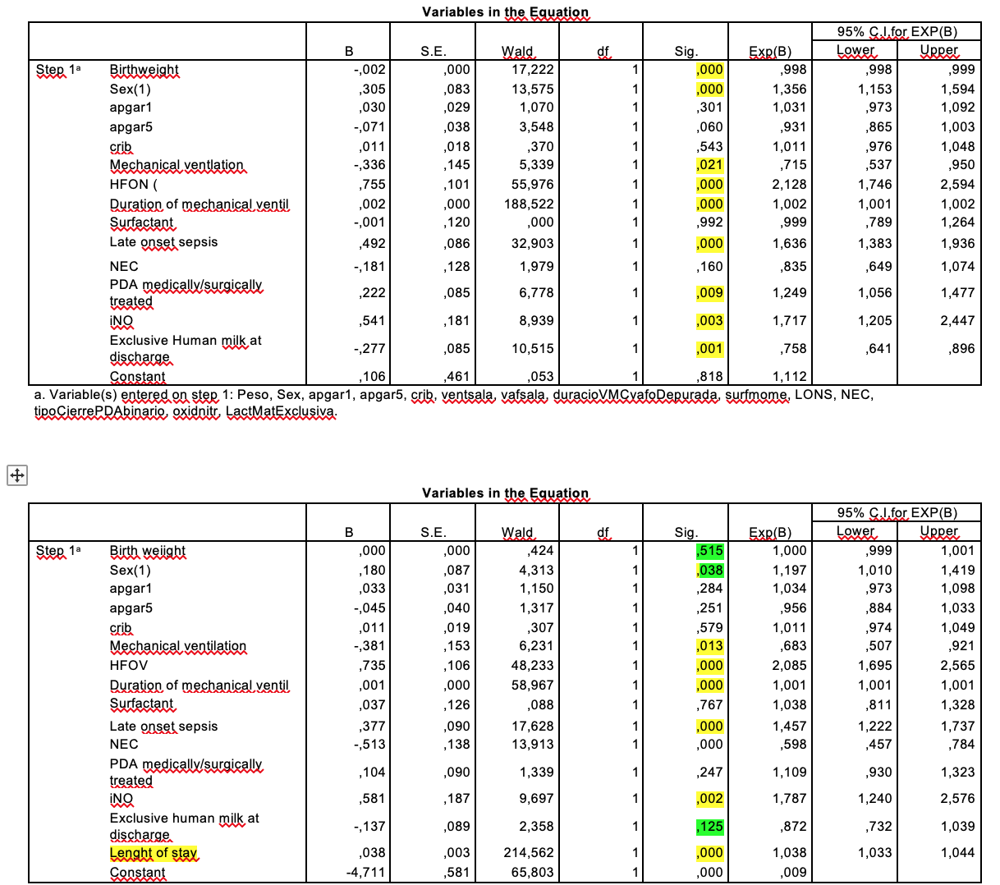 Variables in the Equation
95% C.I.for EXP(B)
B S.E. Wald df Sig. Exp(B) Lower Upper
Step 1a Birthweight -,002 ,000 17,222 1 ,000 ,998 ,998 ,999
Sex(1) ,305 ,083 13,575 1 ,000 1,356 1,153 1,594
apgar1 ,030 ,029 1,070 1 ,301 1,031 ,973 1,092
apgar5 -,071 ,038 3,548 1 ,060 ,931 ,865 1,003
crib ,011 ,018 ,370 1 ,543 1,011 ,976 1,048
Mechanical ventlation -,336 ,145 5,339 1 ,021 ,715 ,537 ,950
HFON ( ,755 ,101 55,976 1 ,000 2,128 1,746 2,594
Duration of mechanical ventil ,002 ,000 188,522 1 ,000 1,002 1,001 1,002
Surfactant -,001 ,120 ,000 1 ,992 ,999 ,789 1,264
Late onset sepsis ,492 ,086 32,903 1 ,000 1,636 1,383 1,936
NEC -,181 ,128 1,979 1 ,160 ,835 ,649 1,074
PDA medically/surgically
treated ,222 ,085 6,778 1 ,009 1,249 1,056 1,477
iNO ,541 ,181 8,939 1 ,003 1,717 1,205 2,447
Exclusive Human milk at
discharge -,277 ,085 10,515 1 ,001 ,758 ,641 ,896
Constant ,106 ,461 ,053 1 ,818 1,112
a. Variable(s) entered on step 1: Peso, Sex, apgar1, apgar5, crib, ventsala, vafsala, duracioVMCvafoDepurada, surfmome, LONS, NEC,
tipoCierrePDAbinario, oxidnitr, LactMatExclusiva.
Variables in the Equation
95% C.I.for EXP(B)
B S.E. Wald df Sig. Exp(B) Lower Upper
Step 1a Birth weiight ,000 ,000 ,424 1 ,515 1,000 ,999 1,001
Sex(1) ,180 ,087 4,313 1 ,038 1,197 1,010 1,419
apgar1 ,033 ,031 1,150 1 ,284 1,034 ,973 1,098
apgar5 -,045 ,040 1,317 1 ,251 ,956 ,884 1,033
crib ,011 ,019 ,307 1 ,579 1,011 ,974 1,049
Mechanical ventilation -,381 ,153 6,231 1 ,013 ,683 ,507 ,921
HFOV ,735 ,106 48,233 1 ,000 2,085 1,695 2,565
Duration of mechanical ventil ,001 ,000 58,967 1 ,000 1,001 1,001 1,001
Surfactant ,037 ,126 ,088 1 ,767 1,038 ,811 1,328
Late onset sepsis ,377 ,090 17,628 1 ,000 1,457 1,222 1,737
NEC -,513 ,138 13,913 1 ,000 ,598 ,457 ,784
PDA medically/surgically
treated ,104 ,090 1,339 1 ,247 1,109 ,930 1,323
iNO ,581 ,187 9,697 1 ,002 1,787 1,240 2,576
Exclusive human milk at
discharge -,137 ,089 2,358 1 ,125 ,872 ,732 1,039
Lenght of stay ,038 ,003 214,562 1 ,000 1,038 1,033 1,044
Constant -4,711 ,581 65,803 1 ,000 ,009